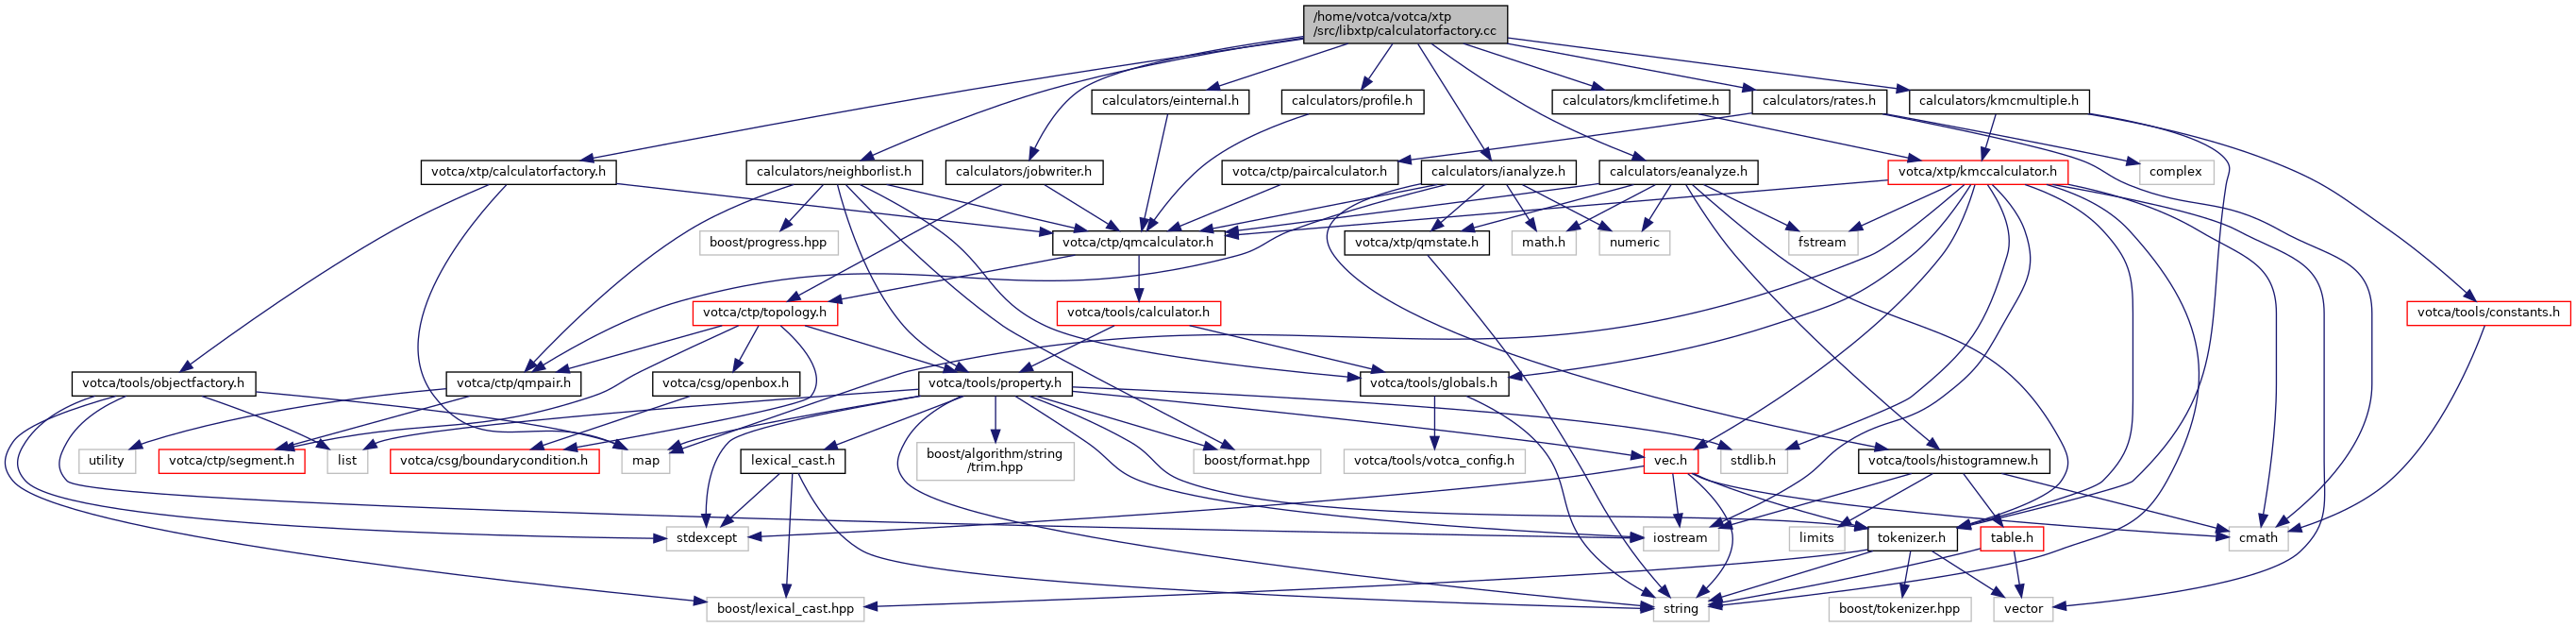 /home/votca/votca/xtp
/src/libxtp/calculatorfactory.cc
calculators/einternal.h
calculators/profile.h
calculators/kmclifetime.h
calculators/rates.h
calculators/kmcmultiple.h
votca/xtp/calculatorfactory.h
calculators/neighborlist.h
calculators/jobwriter.h
votca/ctp/paircalculator.h
calculators/ianalyze.h
calculators/eanalyze.h
votca/xtp/kmccalculator.h
complex
boost/progress.hpp
votca/ctp/qmcalculator.h
votca/xtp/qmstate.h
math.h
numeric
fstream
votca/ctp/topology.h
votca/tools/calculator.h
votca/tools/constants.h
votca/tools/objectfactory.h
votca/ctp/qmpair.h
votca/csg/openbox.h
votca/tools/property.h
votca/tools/globals.h
utility
votca/ctp/segment.h
list
votca/csg/boundarycondition.h
map
lexical_cast.h
boost/algorithm/string
/trim.hpp
boost/format.hpp
votca/tools/votca_config.h
vec.h
stdlib.h
votca/tools/histogramnew.h
stdexcept
iostream
limits
tokenizer.h
table.h
cmath
boost/lexical_cast.hpp
string
boost/tokenizer.hpp
vector